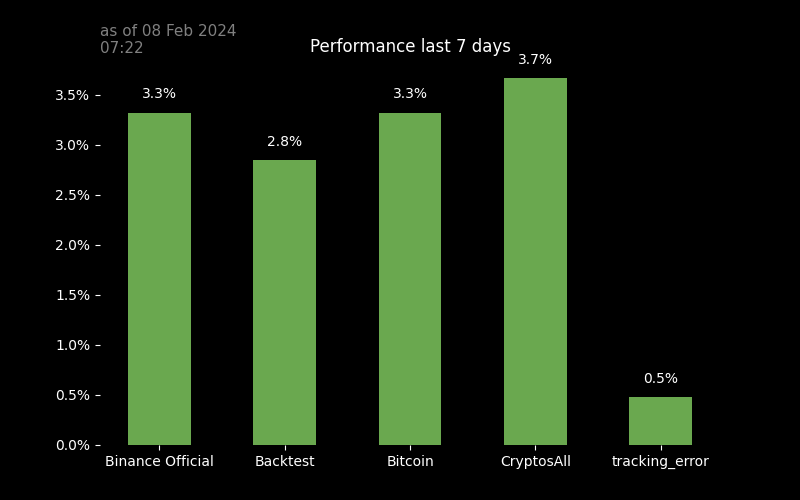 as of 08 Feb 2024
07:22
Performance last 7 days
3.7%
3.5%
3.3%
3.3%
3.0%
2.8%
2.5%
2.0%
1.5%
1.0%
0.5%
0.5%
0.0%
Binance Official
Backtest
Bitcoin
CryptosAll
tracking_error